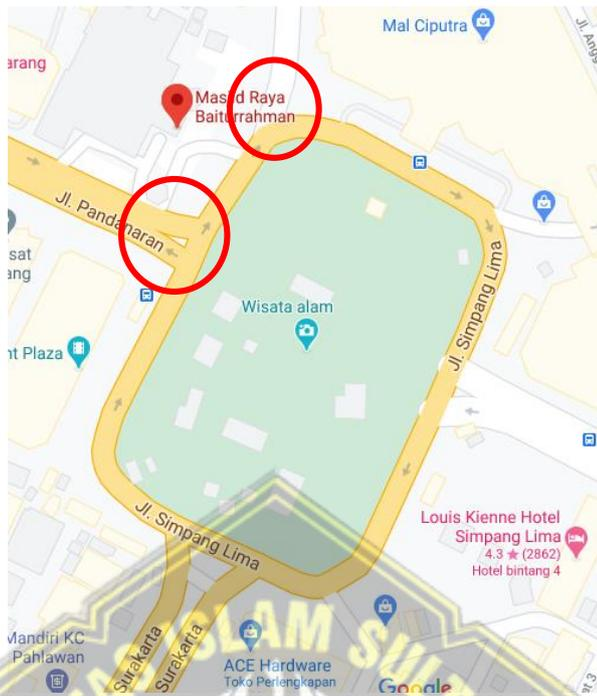 Mal Ciputra
Jl. Angg
arang
Masjid Raya
Baiturrahman
Jl. Pandanaran
sat
ang
Wisata alam
nt Plaza
Jl. Simpang Lima
Jl. Simpang Lima
Louis Kienne Hotel
Simpang Lima
4.3 ★ (2862)
Hotel bintang 4
Mandiri KC
Pahlawan
Surakarta
Surakarta
ACE Hardware
Toko Perlengkapan
Google
ISLAM SU